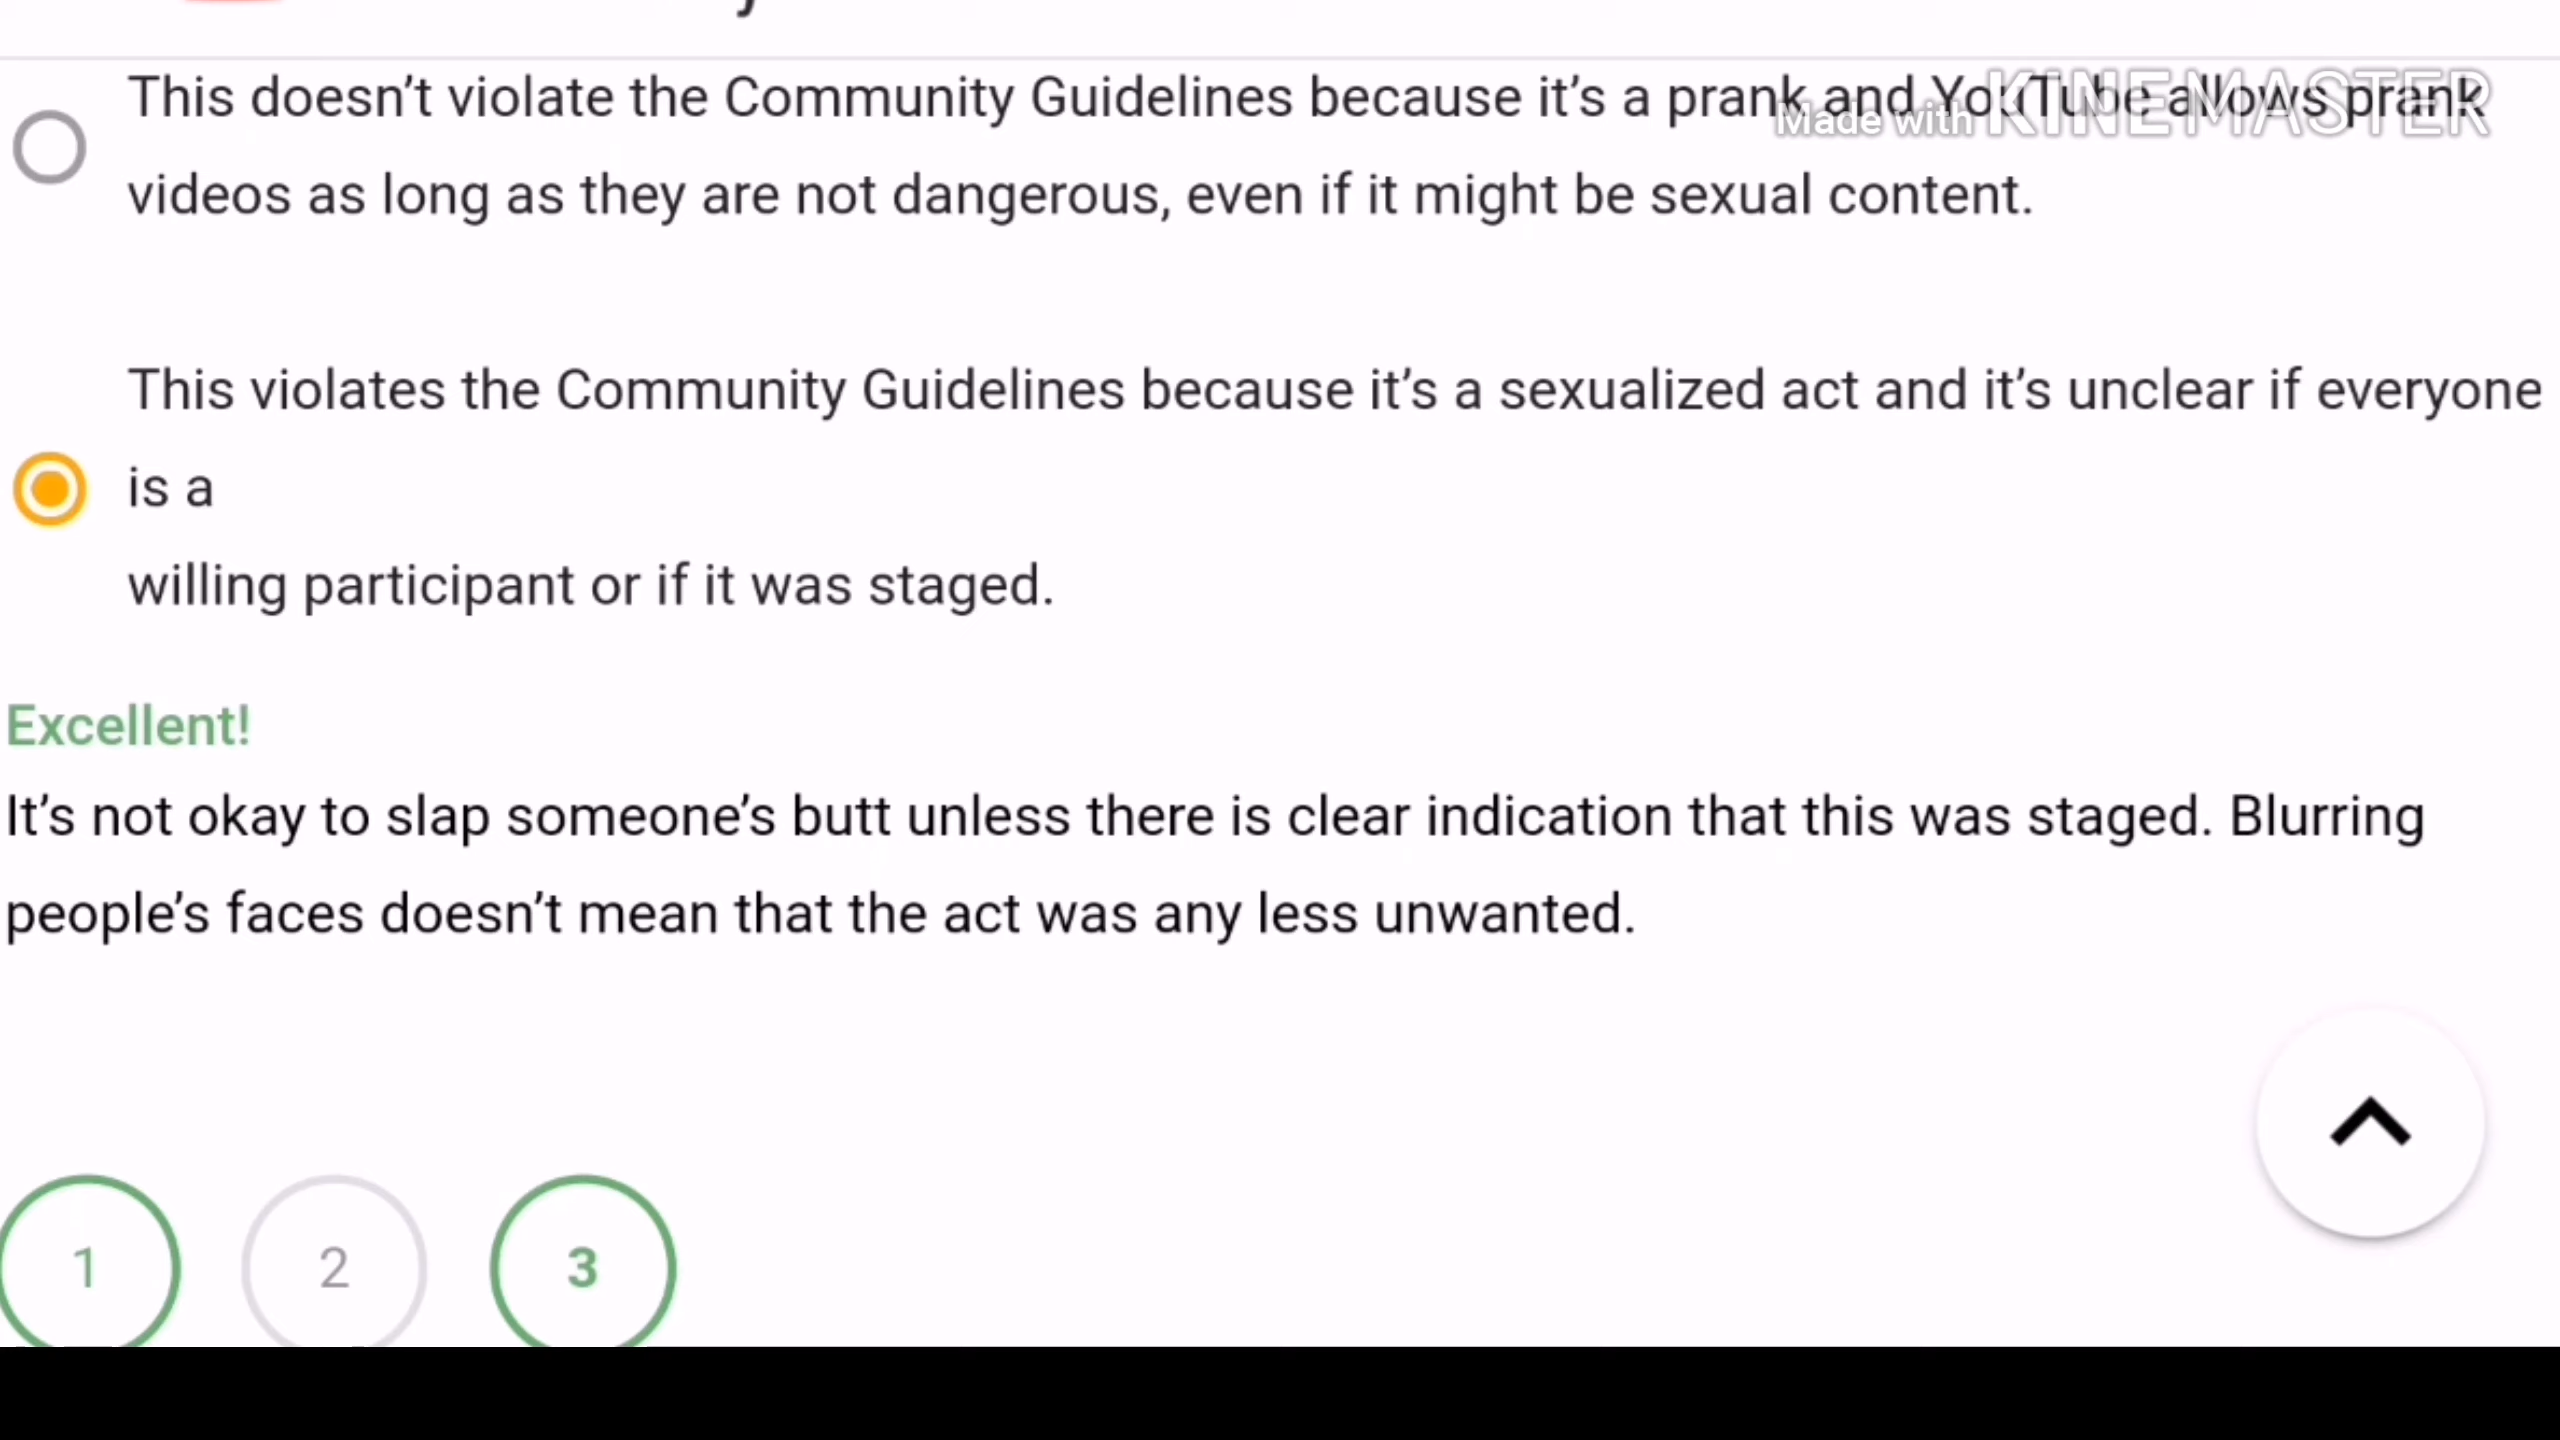 This doesn’t violate the Community Guidelines because it’s a prank and YouTube allows prank
Made with KINEMASTER
videos as long as they are not dangerous, even if it might be sexual content.
This violates the Community Guidelines because it’s a sexualized act and it’s unclear if everyone
is a
willing participant or if it was staged.
Excellent!
It’s not okay to slap someone’s butt unless there is clear indication that this was staged. Blurring
people’s faces doesn’t mean that the act was any less unwanted.
1 2 3